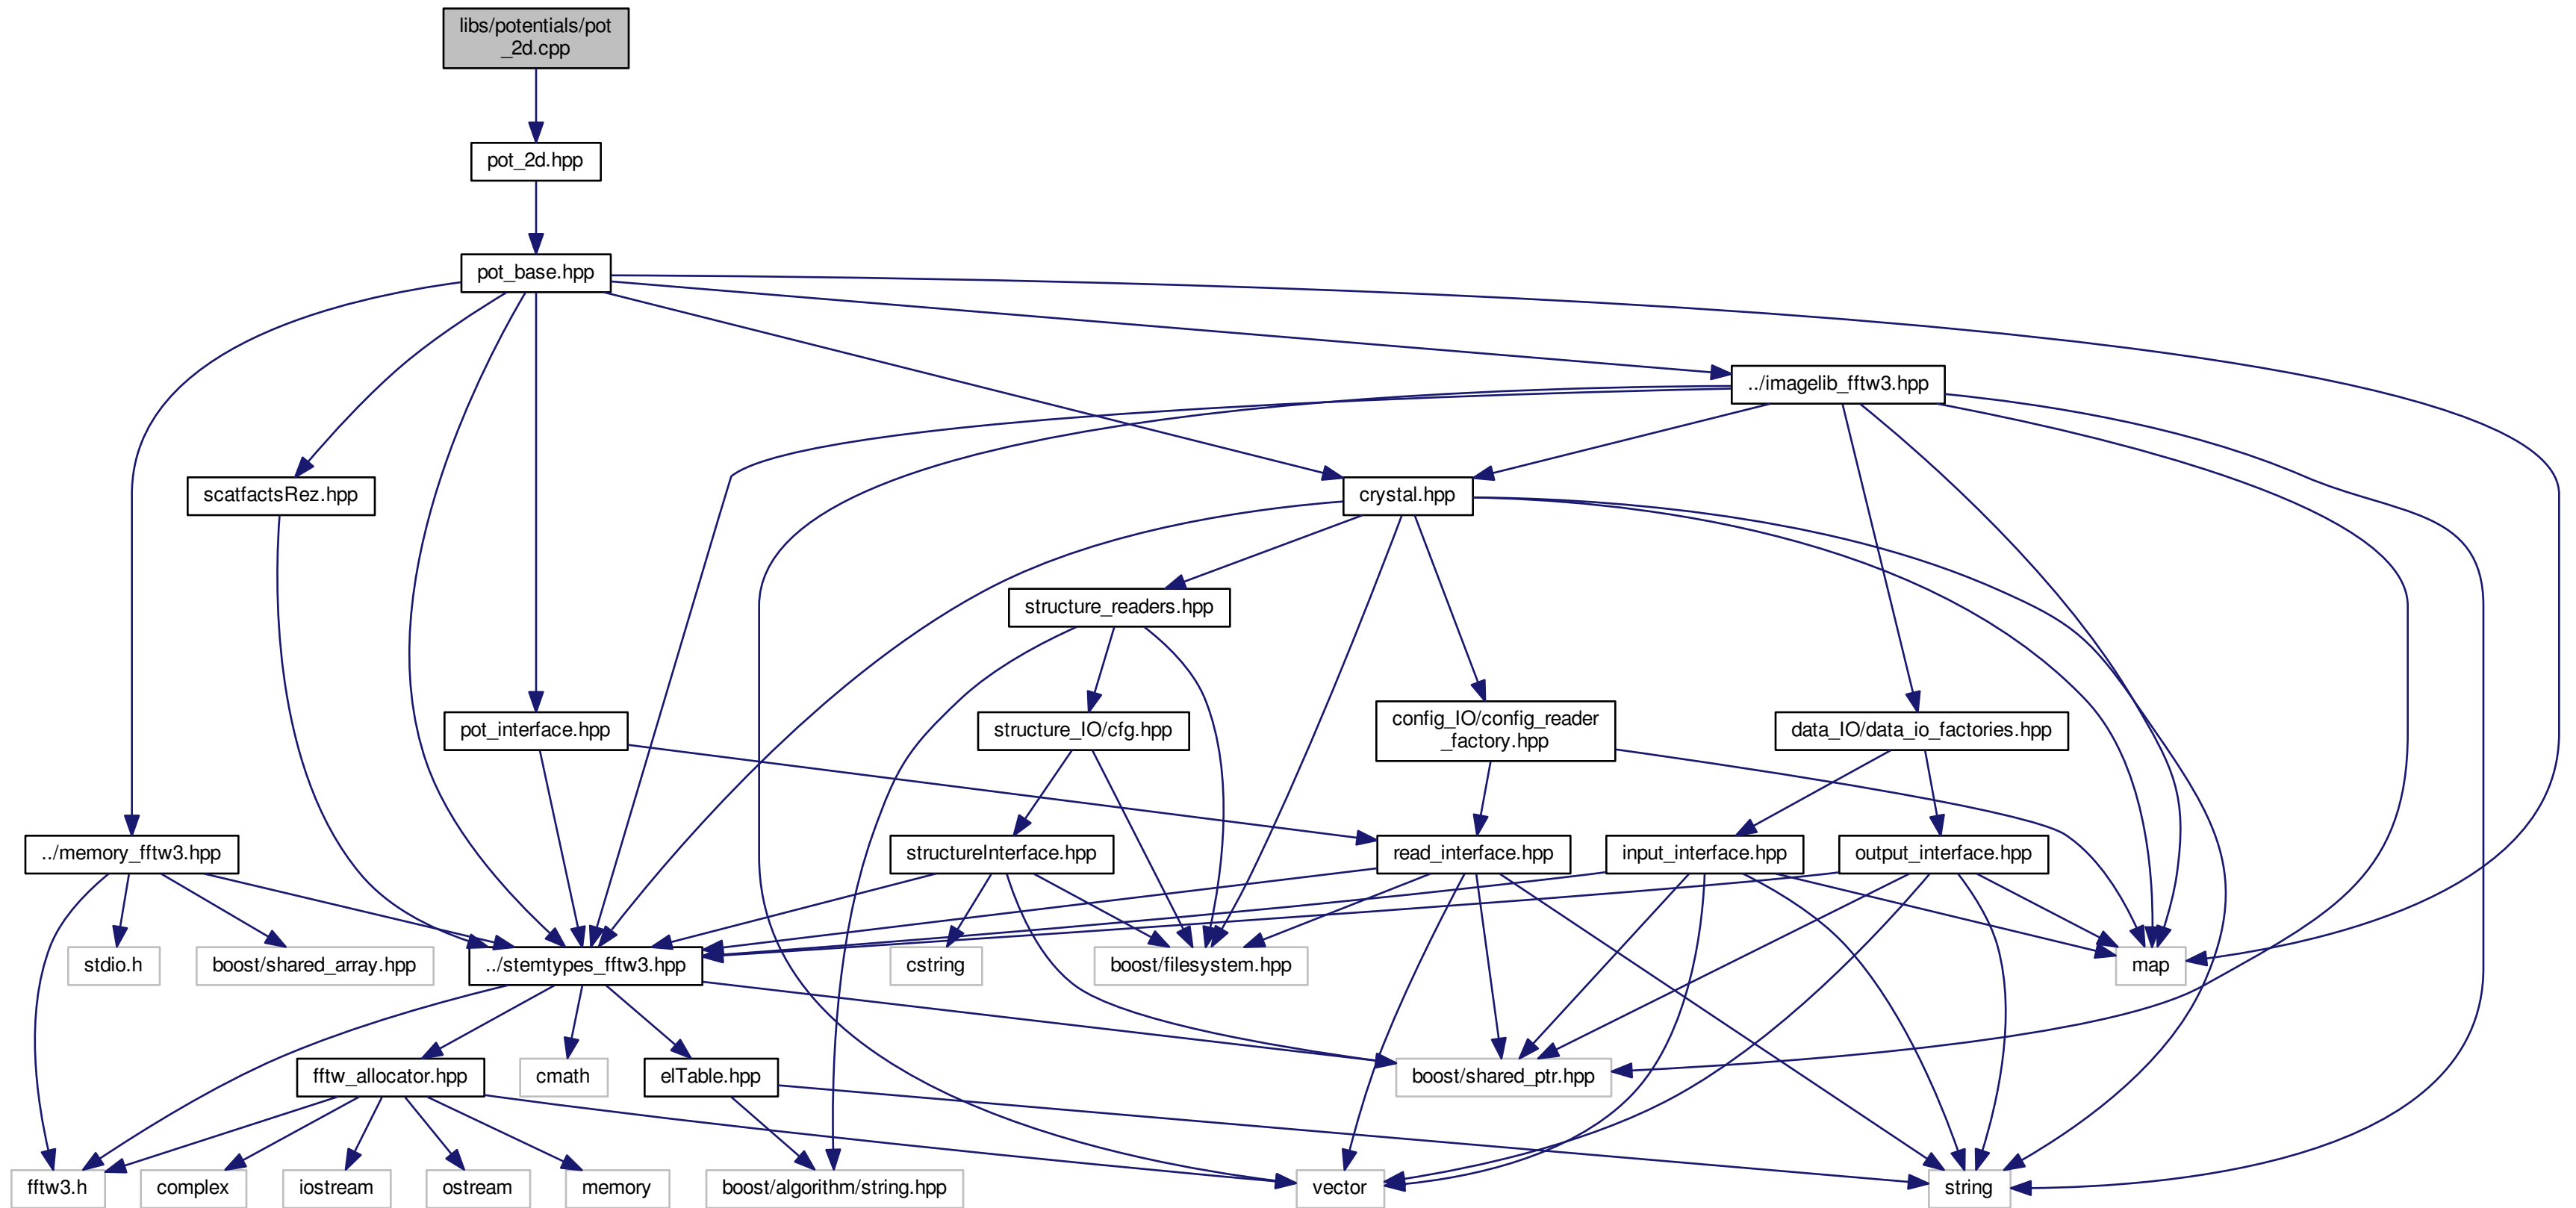 libs/potentials/pot
_2d.cpp
pot_2d.hpp
pot_base.hpp
../imagelib_fftw3.hpp
scatfactsRez.hpp
crystal.hpp
structure_readers.hpp
pot_interface.hpp
structure_IO/cfg.hpp
config_IO/config_reader
_factory.hpp
data_IO/data_io_factories.hpp
../memory_fftw3.hpp
structureInterface.hpp
read_interface.hpp
input_interface.hpp
output_interface.hpp
stdio.h
boost/shared_array.hpp
../stemtypes_fftw3.hpp
cstring
boost/filesystem.hpp
map
fftw_allocator.hpp
cmath
elTable.hpp
boost/shared_ptr.hpp
fftw3.h
complex
iostream
ostream
memory
boost/algorithm/string.hpp
vector
string